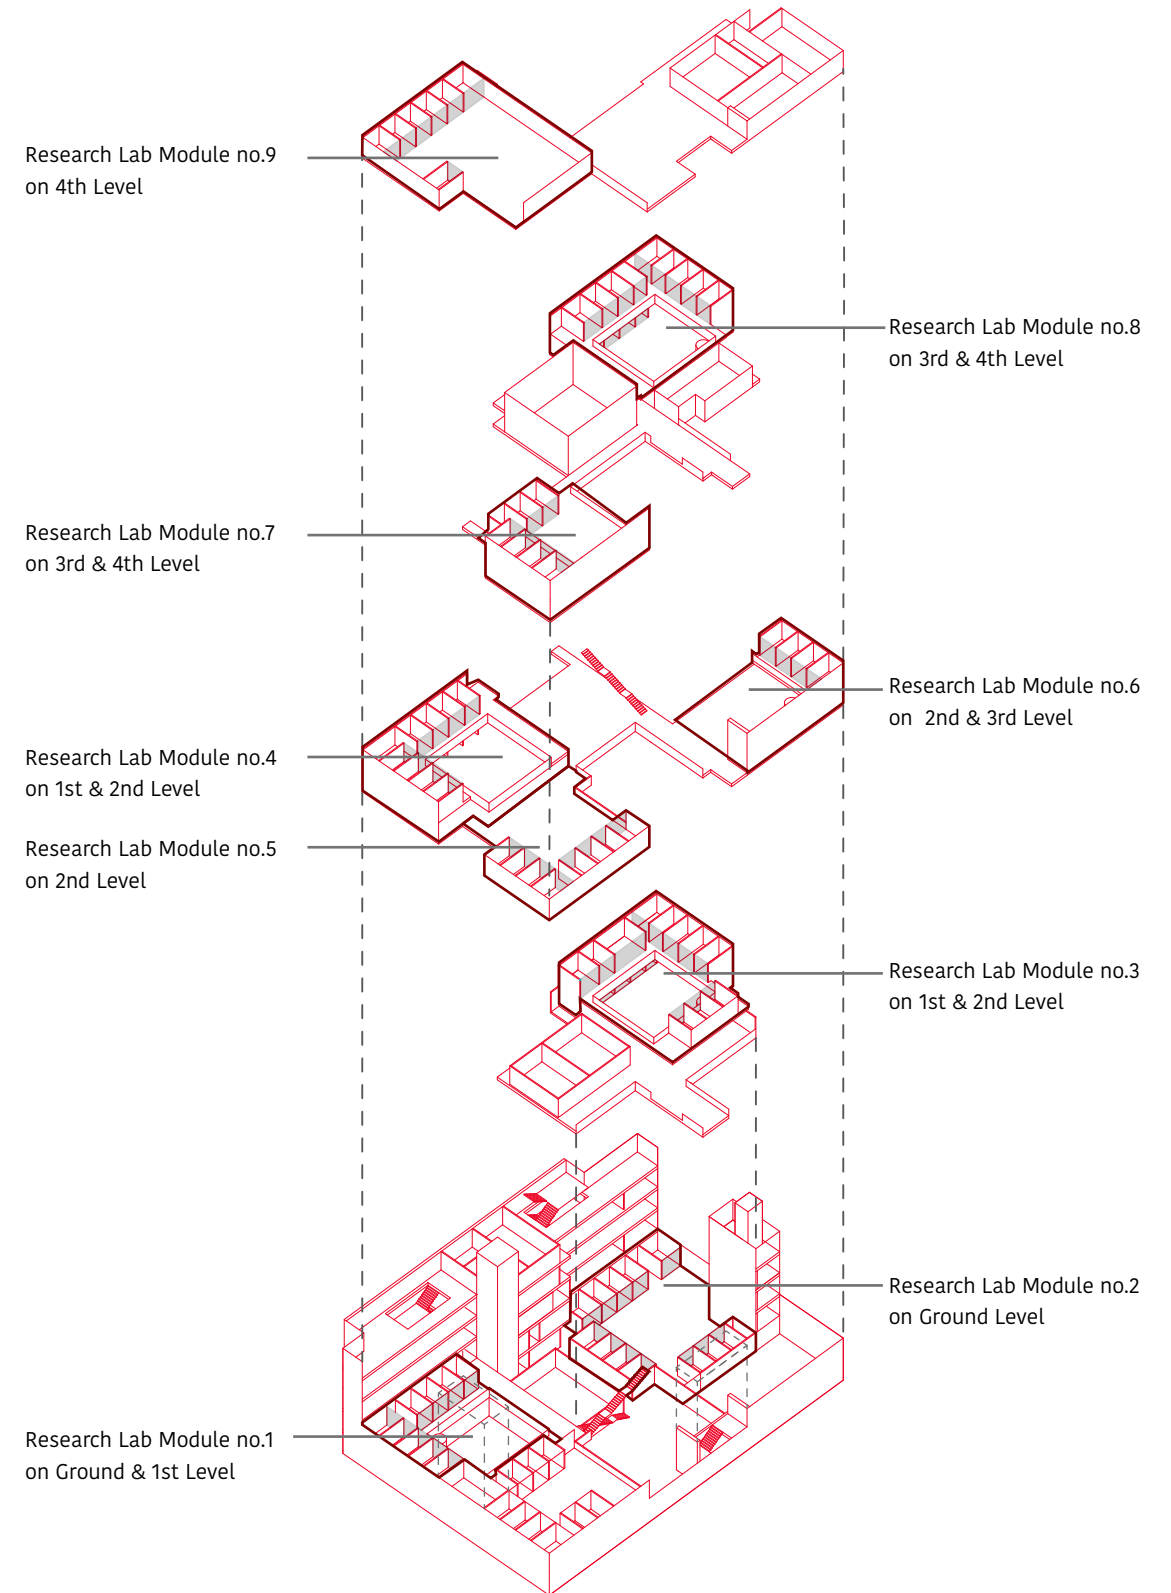 Research Lab Module no.9
on 4th Level
Research Lab Module no.8
on 3rd & 4th Level
Research Lab Module no.7
on 3rd & 4th Level
Research Lab Module no.6
on  2nd & 3rd Level
Research Lab Module no.4
on 1st & 2nd Level
Research Lab Module no.5
on 2nd Level
Research Lab Module no.3
on 1st & 2nd Level
Research Lab Module no.2
on Ground Level
Research Lab Module no.1
on Ground & 1st Level